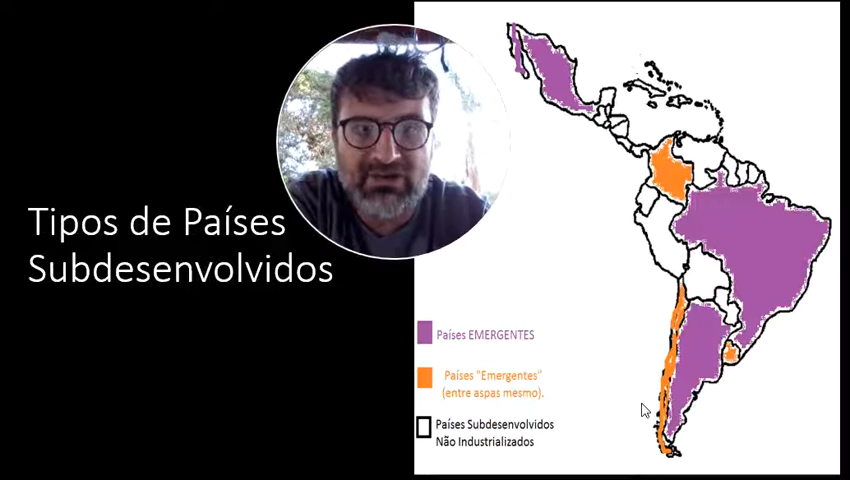 Tipos de Países
Subdesenvolvidos
Países EMERGENTES
Países "Emergentes"
(entre aspas mesmo).
Países Subdesenvolvidos
Não Industrializados